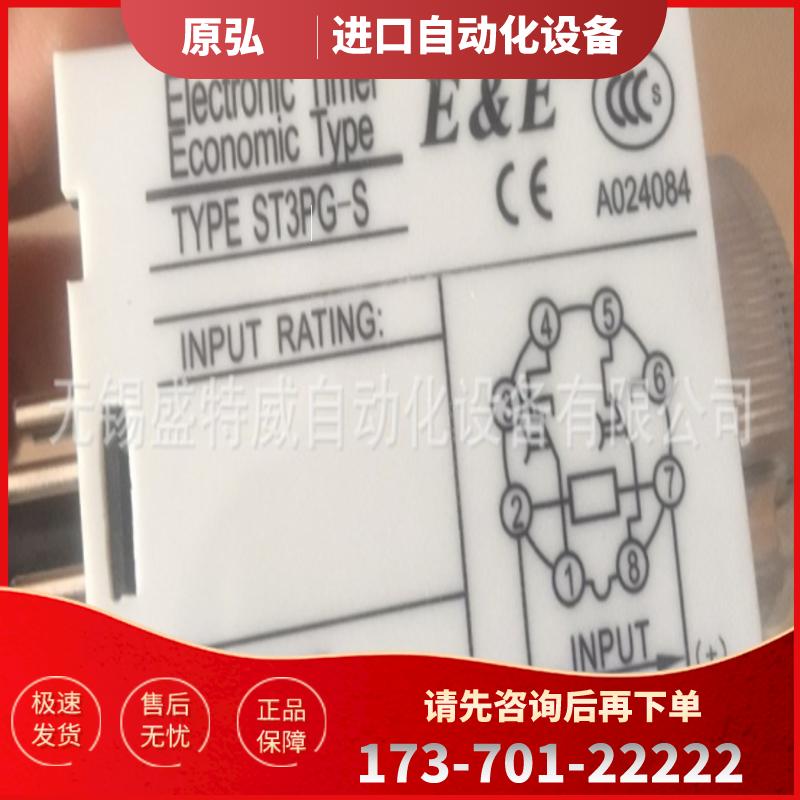 原弘 进口自动化设备
Electronic Timer
Economic Type
E&E
CCC S
CE
A024084
TYPE ST3PG-S
INPUT RATING:
4
5
3
6
无锡盛特威自动化设备有限公司
2
7
1
8
INPUT
(+)
极速
发货
售后
无忧
正品
保障
请先咨询后再下单
173-701-22222